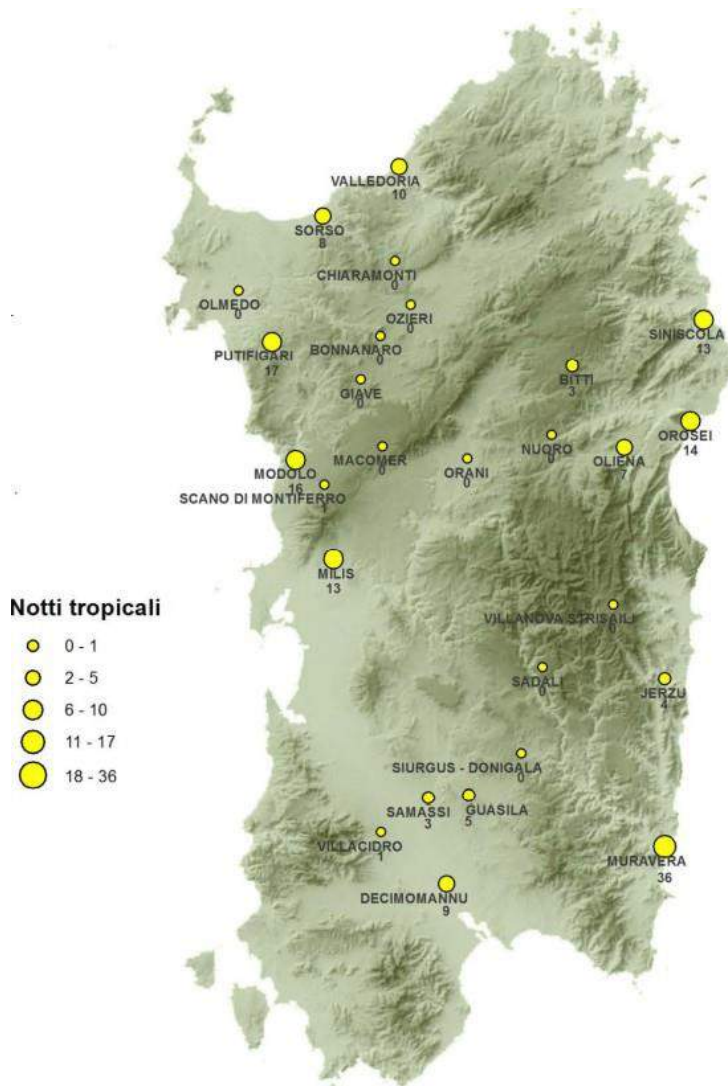 VALLEDORIA
10
SORSO
8
CHIARAMONTI
0
OLMEDO
0
OZIERI
0
SINISCOLA
13
PUTIFIGARI
17
BONNANARO
0
BITTI
3
GIAVE
0
OROSEI
14
NUORO
0
OLIENA
7
MACOMER
0
ORANI
0
MODOLO
16
SCANO DI MONTIFERRO
1
MILIS
13
Notti tropicali
0 - 1
2 - 5
6 - 10
11 - 17
18 - 36
VILLANOVA STRISAILI
0
SADALI
0
JERZU
4
SIURGUS - DONIGALA
0
SAMASSI
3
GUASILA
5
VILLACIDRO
1
MURAVERA
36
DECIMOMANNU
9